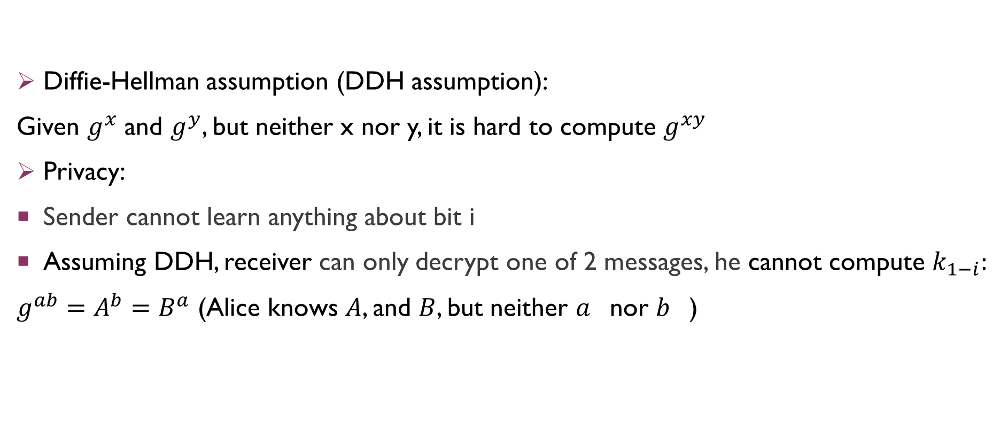 ➢ Diffie-Hellman assumption (DDH assumption):
Given $g^x$ and $g^y$, but neither x nor y, it is hard to compute $g^{xy}$
➢ Privacy:
▪ Sender cannot learn anything about bit i
▪ Assuming DDH, receiver can only decrypt one of 2 messages, he cannot compute $k_{1-i}$:
$g^{ab} = A^b = B^a$ (Alice knows $A$, and $B$, but neither $a$ nor $b$ )